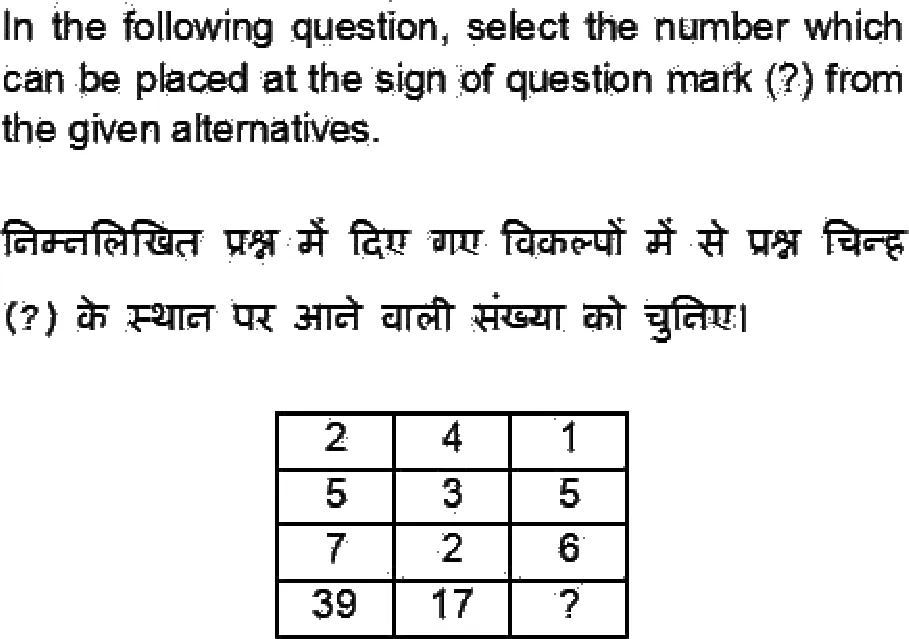 In the following question, select the number which
can be placed at the sign of question mark (?) from
the given alternatives.
निम्नलिखित प्रश्न में दिए गए विकल्पों में से प्रश्न चिन्ह
(?) के स्थान पर आने वाली संख्या को चुनिए।
2 4 1
5 3 5
7 2 6
39 17 ?